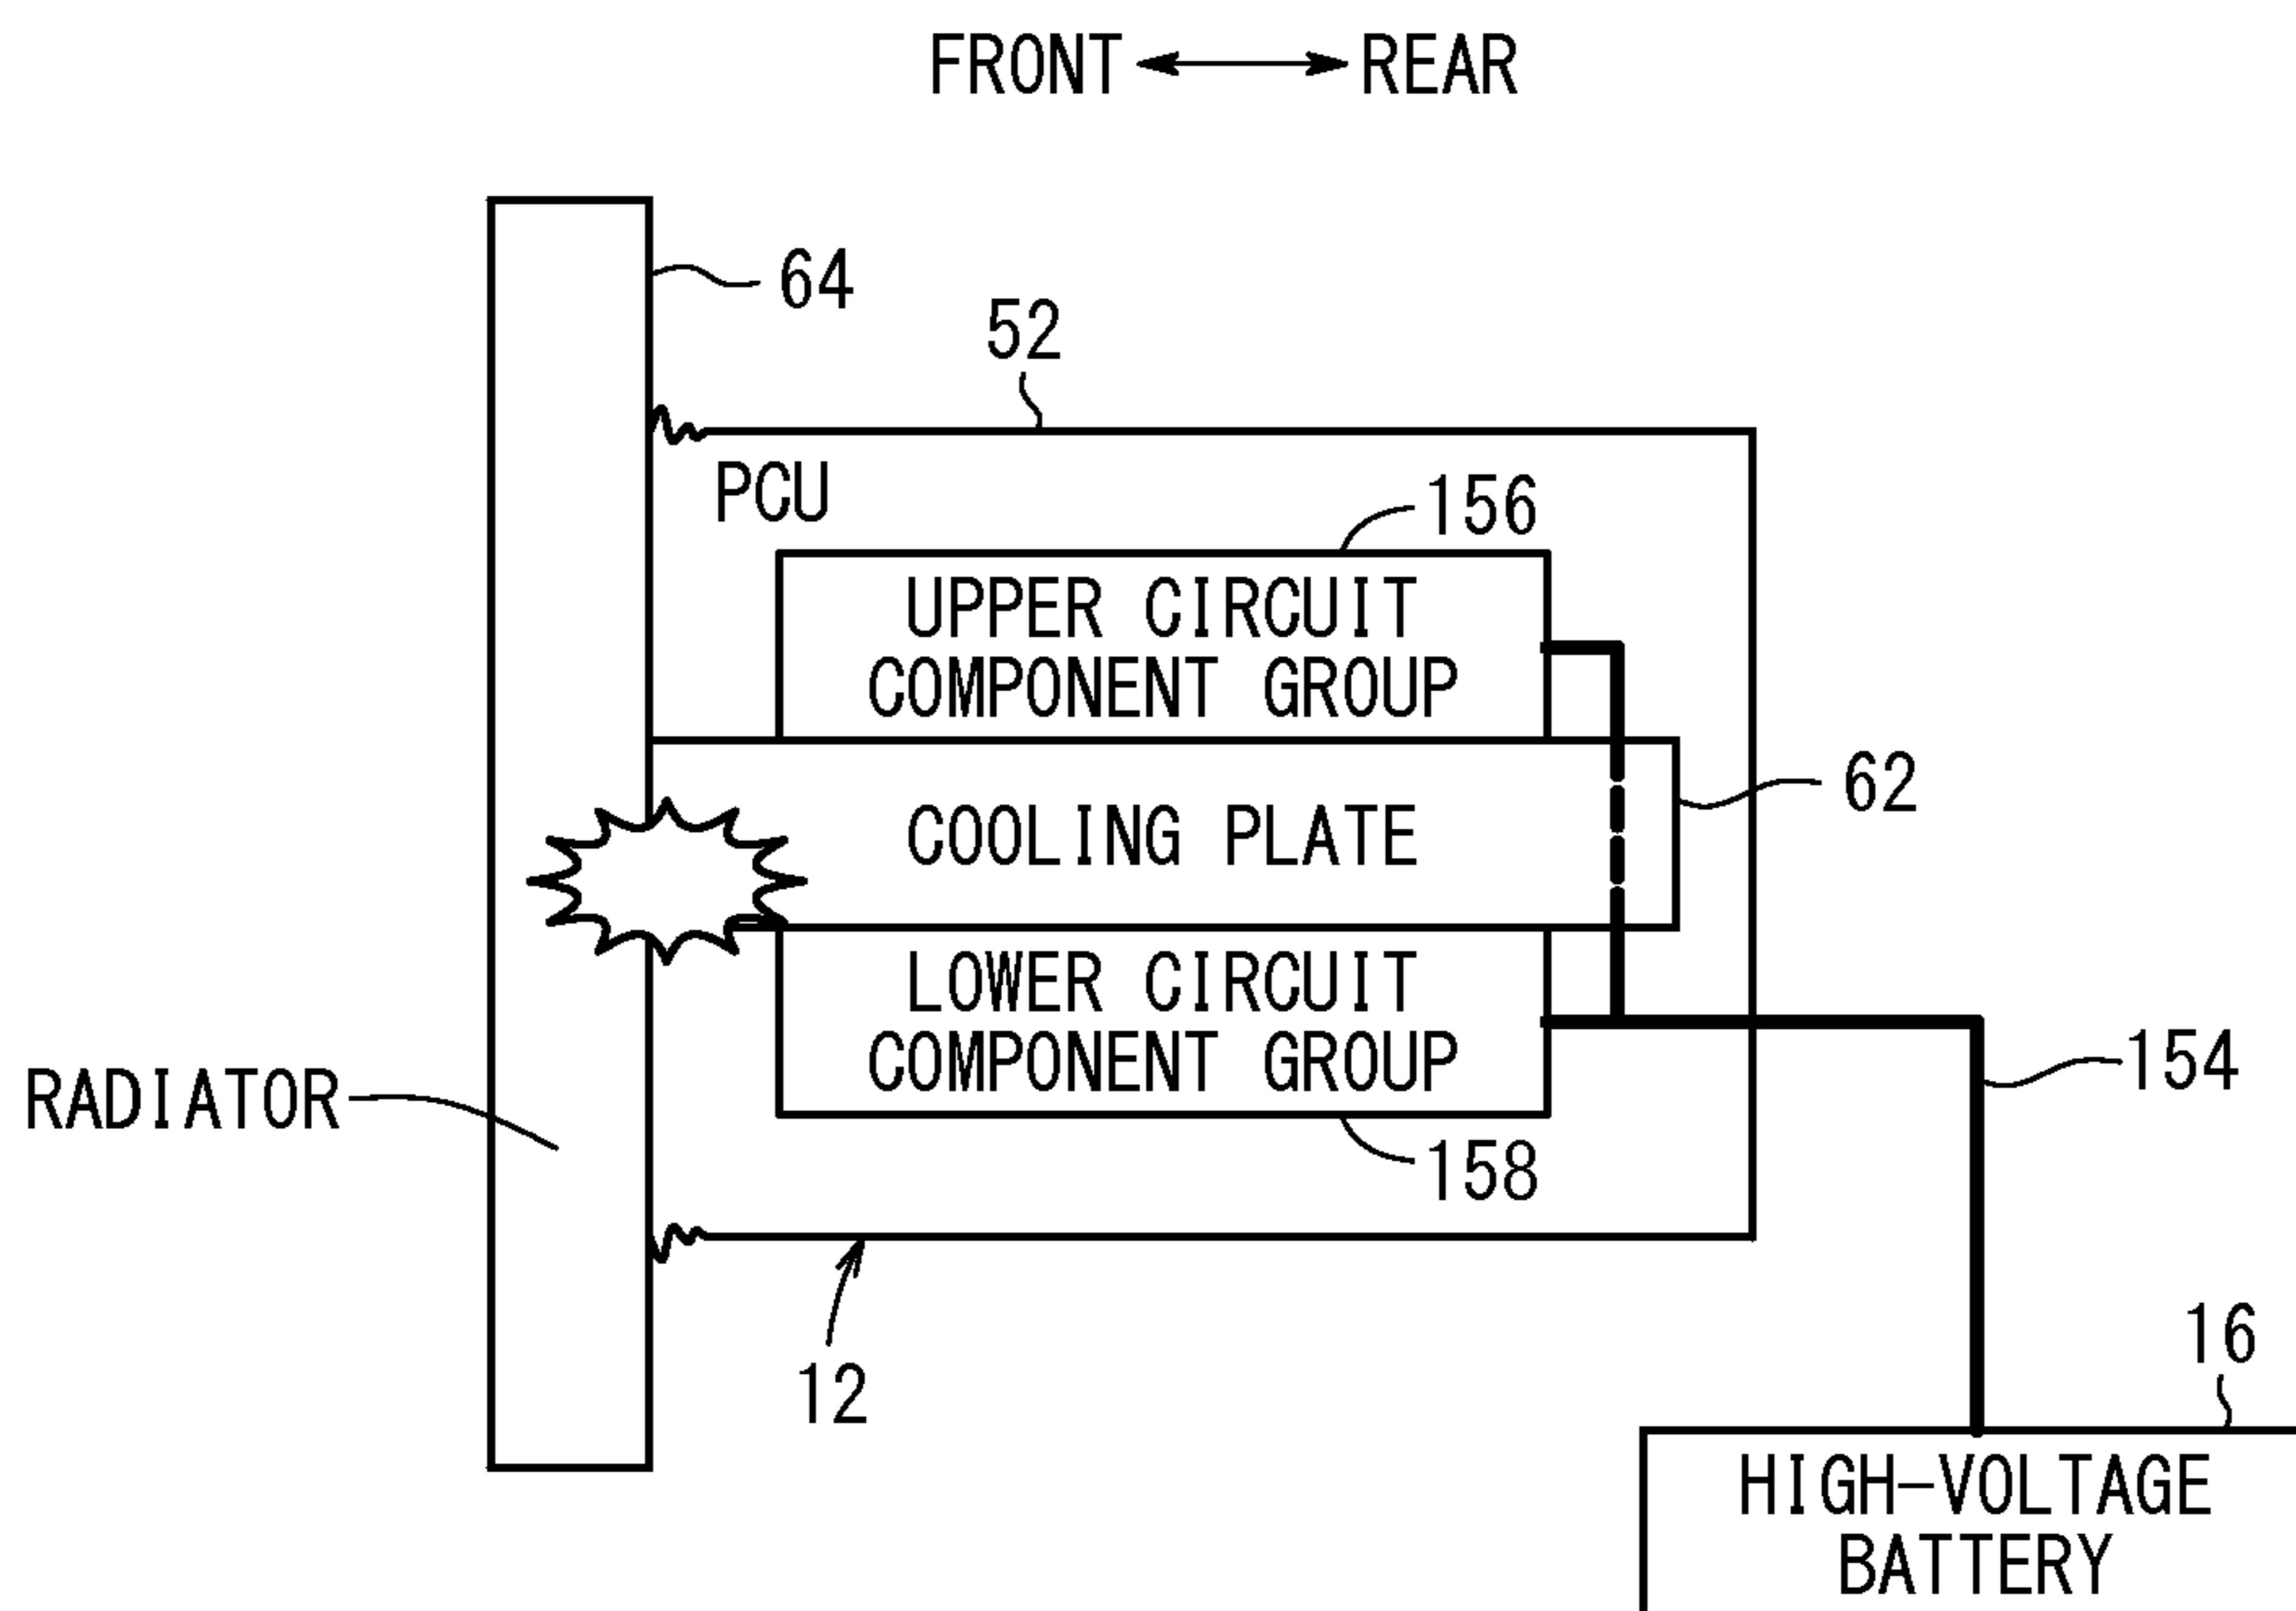 FRONT REAR
64
52
PCU
156
UPPER CIRCUIT
COMPONENT GROUP
COOLING PLATE
62
LOWER CIRCUIT
COMPONENT GROUP
154
RADIATOR
158
12
16
HIGH-VOLTAGE
BATTERY